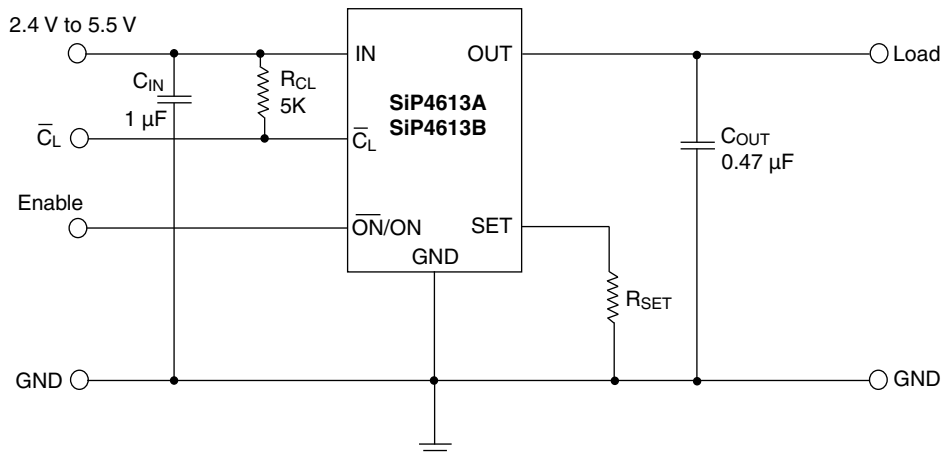 2.4 V to 5.5 V
IN
OUT
Load
C_IN
1 µF
R_CL
5K
SiP4613A
SiP4613B
C̅_L
C̅_L
C_OUT
0.47 µF
Enable
O̅N̅/ON
SET
GND
R_SET
GND
GND